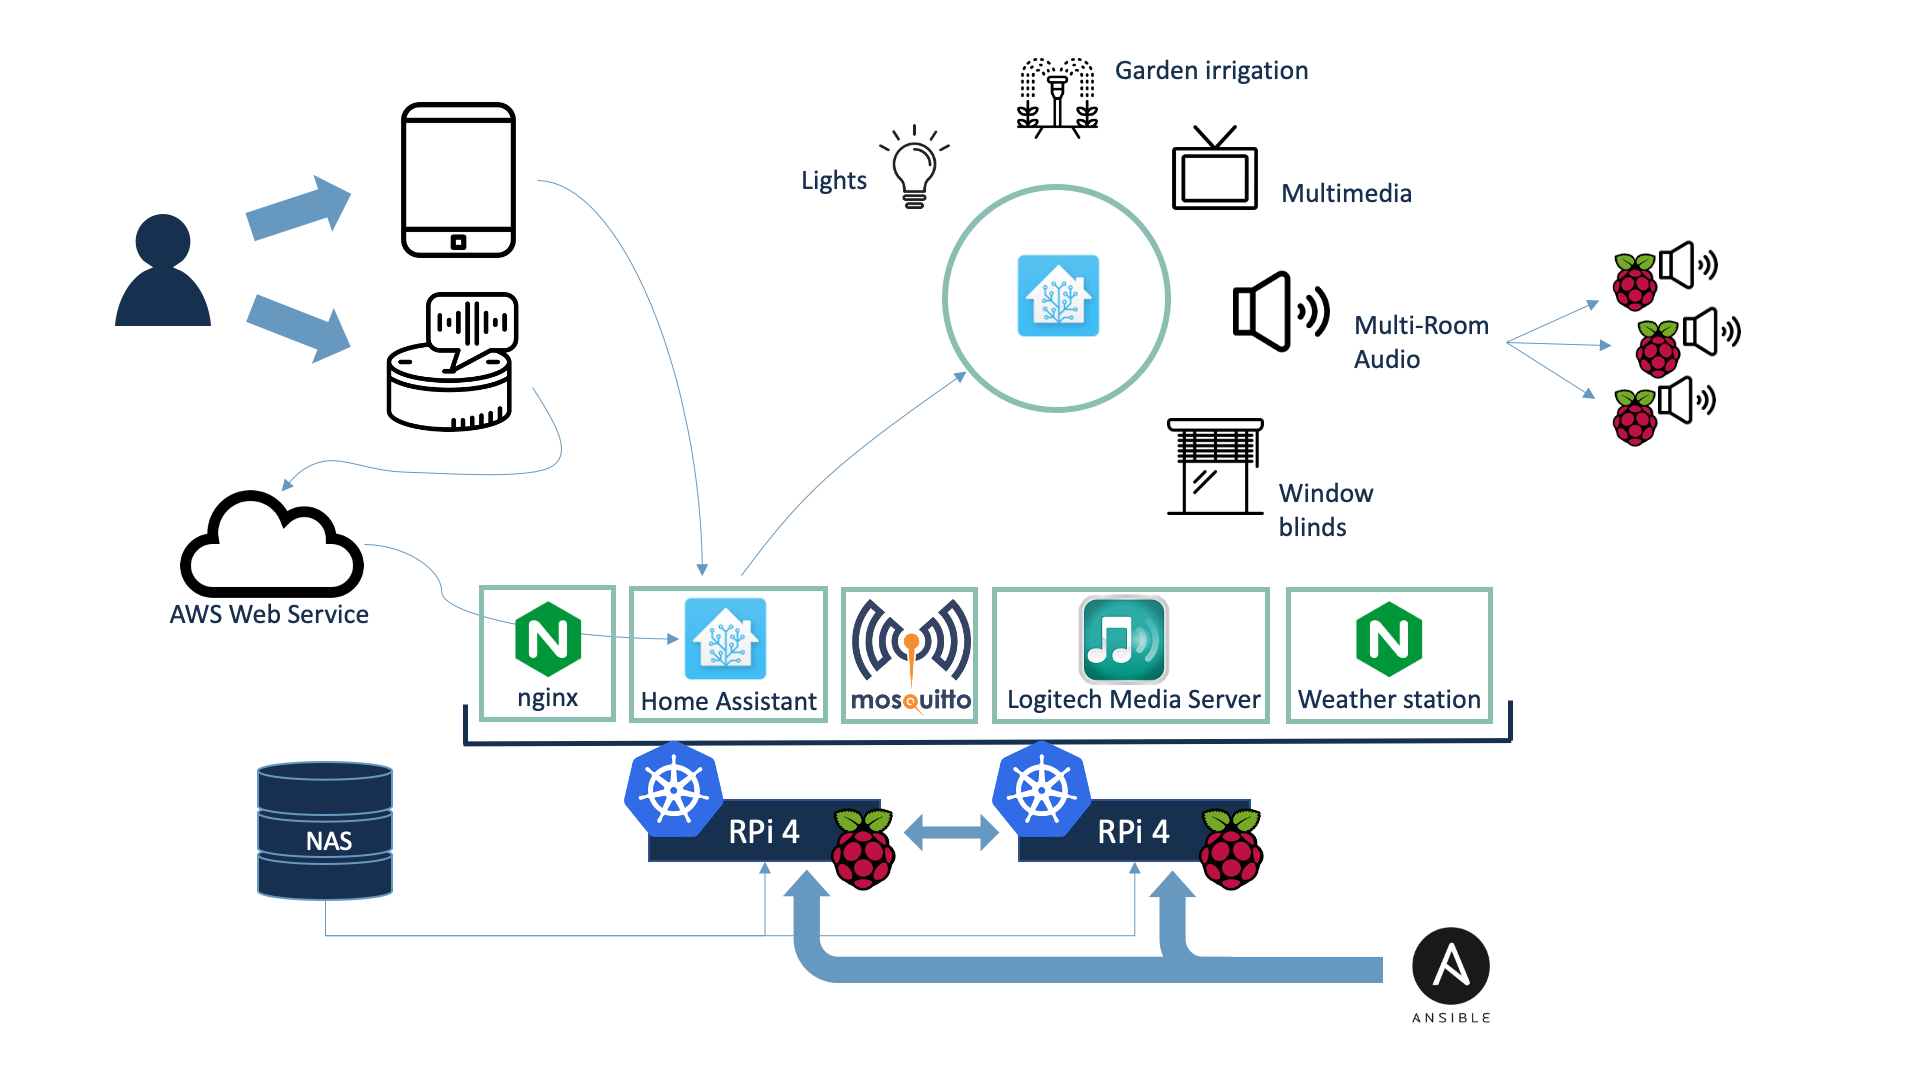 Garden irrigation
Lights
Multimedia
Multi-Room
Audio
Window
blinds
AWS Web Service
nginx
Home Assistant
mosquitto
Logitech Media Server
Weather station
NAS
RPi 4
RPi 4
ANSIBLE